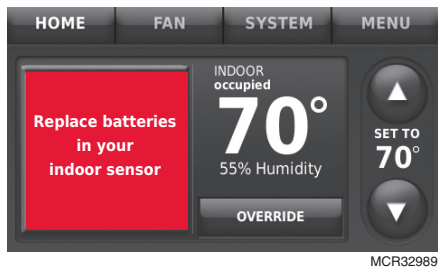 HOME FAN SYSTEM MENU
Replace batteries
in your
indoor sensor
INDOOR
occupied
70°
55% Humidity
OVERRIDE
SET TO
70°
MCR32989